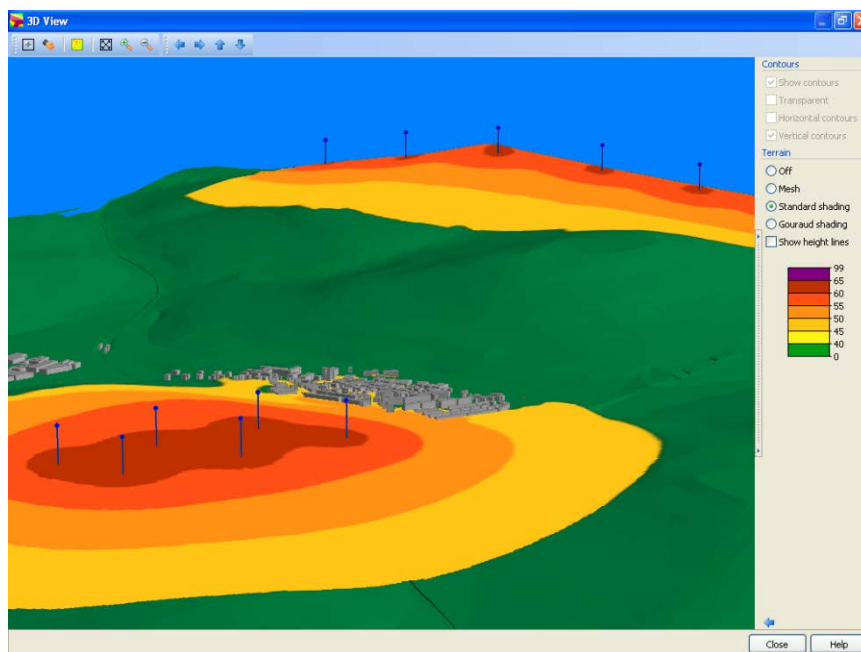 3D View
Contours
Show contours
Transparent
Horizontal contours
Vertical contours
Terrain
Off
Mesh
Standard shading
Gouraud shading
Show height lines
99
65
60
55
50
45
40
0
Close
Help